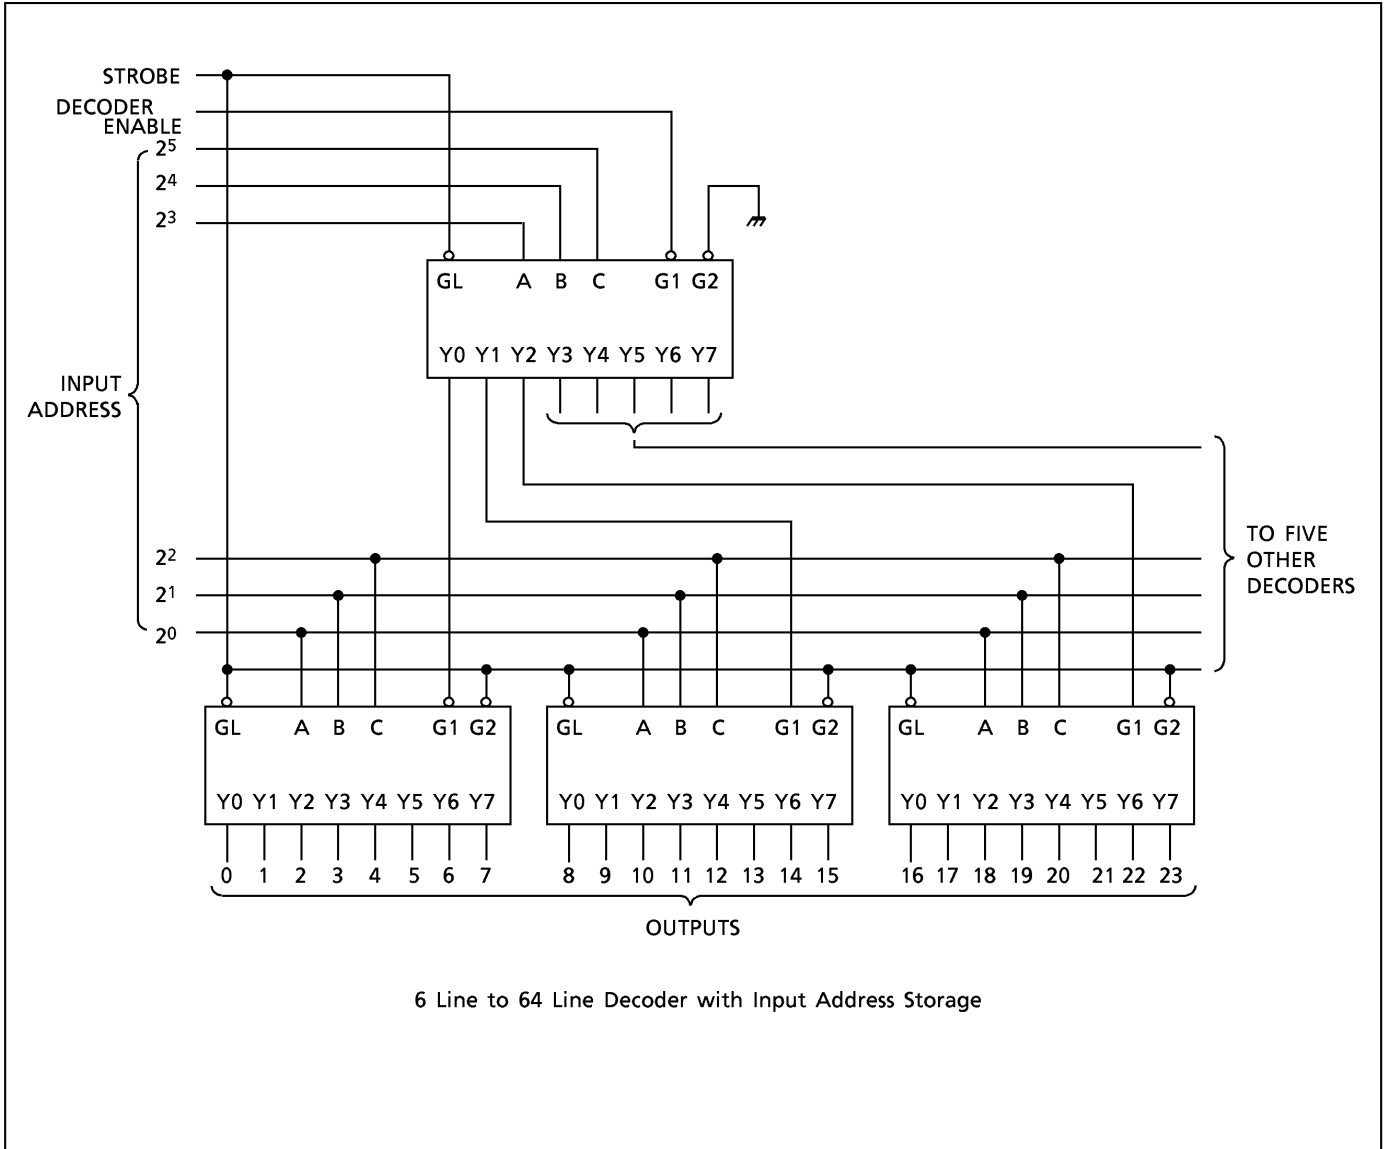 STROBE
DECODER
ENABLE
2⁵
2⁴
2³
GL A B C G1 G2
Y0 Y1 Y2 Y3 Y4 Y5 Y6 Y7
INPUT
ADDRESS
TO FIVE
OTHER
DECODERS
2²
2¹
2⁰
GL A B C G1 G2 GL A B C G1 G2 GL A B C G1 G2
Y0 Y1 Y2 Y3 Y4 Y5 Y6 Y7 Y0 Y1 Y2 Y3 Y4 Y5 Y6 Y7 Y0 Y1 Y2 Y3 Y4 Y5 Y6 Y7
0 1 2 3 4 5 6 7 8 9 10 11 12 13 14 15 16 17 18 19 20 21 22 23
OUTPUTS
6 Line to 64 Line Decoder with Input Address Storage